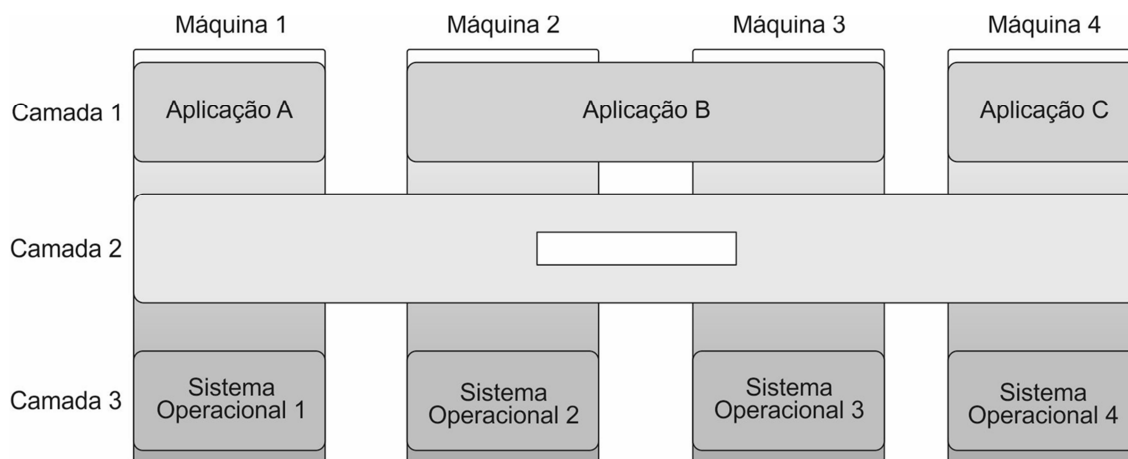 Máquina 1
Máquina 2
Máquina 3
Máquina 4
Camada 1
Aplicação A
Aplicação B
Aplicação C
Camada 2
Camada 3
Sistema
Operacional 1
Sistema
Operacional 2
Sistema
Operacional 3
Sistema
Operacional 4